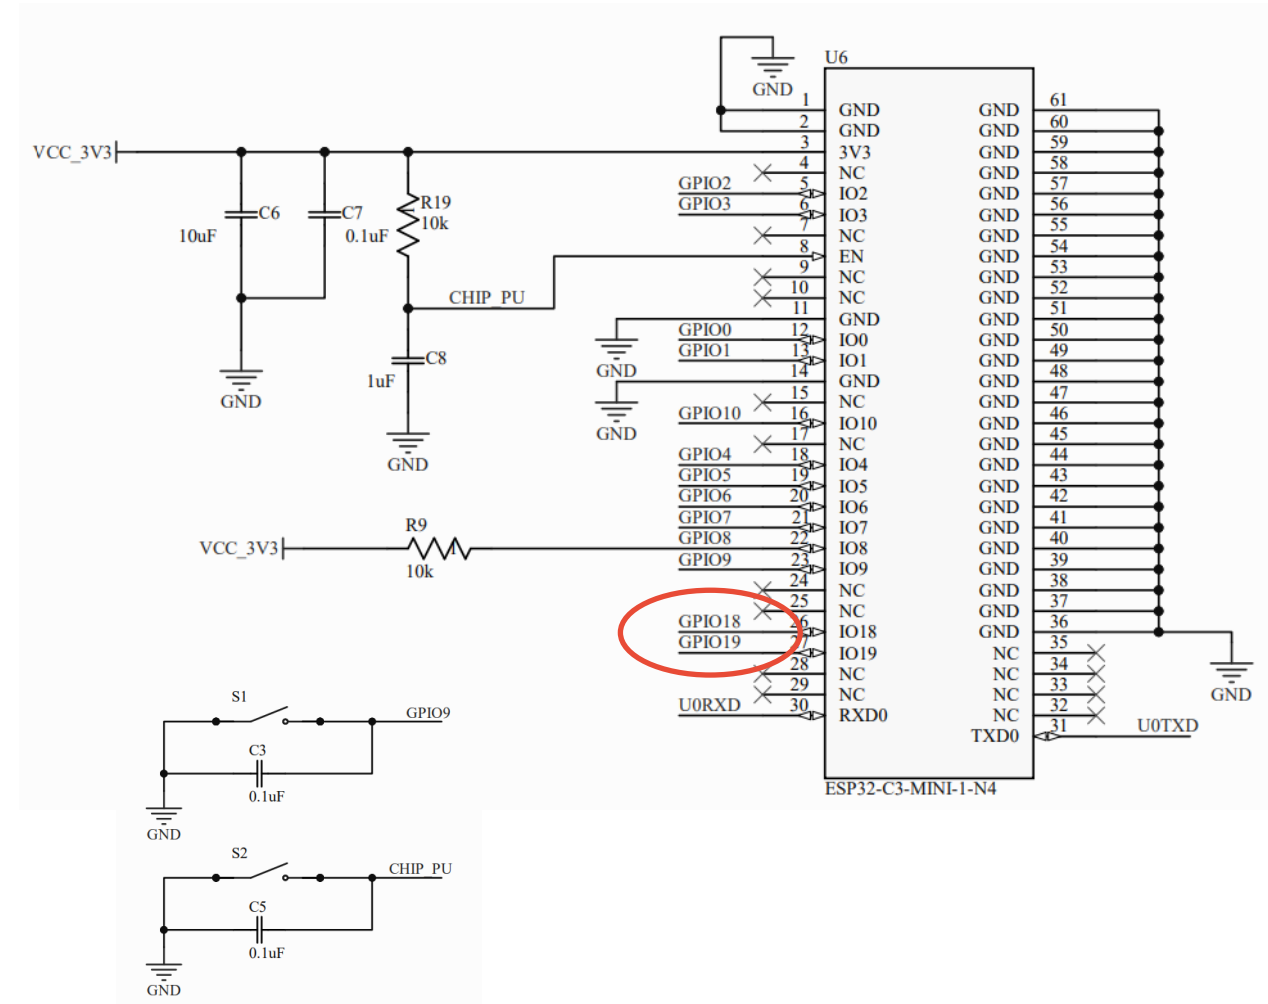 U6
GND
1 GND GND 61
2 GND GND 60
VCC_3V3 3 3V3 GND 59
4 NC GND 58
GPIO2 5 IO2 GND 57
GPIO3 6 IO3 GND 56
7 NC GND 55
8 EN GND 54
9 NC GND 53
10 NC GND 52
11 GND GND 51
GPIO0 12 IO0 GND 50
GPIO1 13 IO1 GND 49
14 GND GND 48
15 NC GND 47
GPIO10 16 IO10 GND 46
17 NC GND 45
GPIO4 18 IO4 GND 44
GPIO5 19 IO5 GND 43
GPIO6 20 IO6 GND 42
GPIO7 21 IO7 GND 41
GPIO8 22 IO8 GND 40
GPIO9 23 IO9 GND 39
24 NC GND 38
25 NC GND 37
GPIO18 26 IO18 GND 36
GPIO19 27 IO19 NC 35
28 NC NC 34
29 NC NC 33
U0RXD 30 RXD0 NC 32
TXD0 31 U0TXD
ESP32-C3-MINI-1-N4
GND
GND
GND
C6
10uF
C7
0.1uF
R19
10k
1
GND
CHIP_PU
C8
1uF
GND
VCC_3V3
R9
1
10k
S1
GPIO9
C3
0.1uF
GND
S2
CHIP_PU
C5
0.1uF
GND